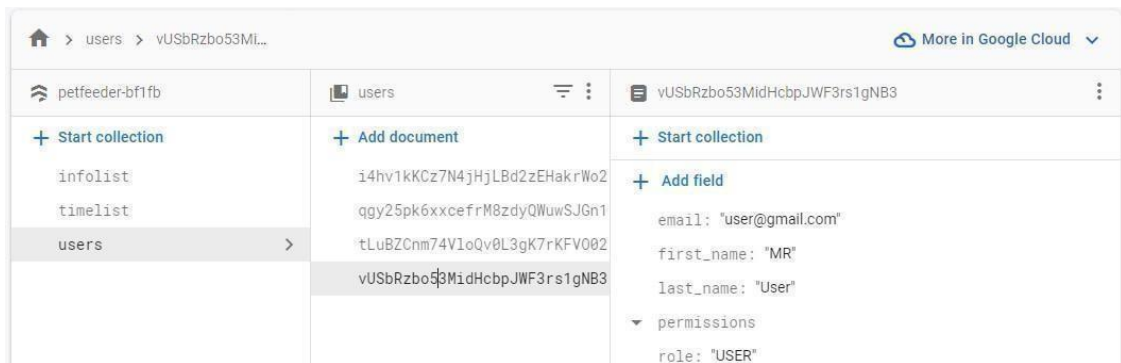 > users > vUSbRzbo53Mi...
More in Google Cloud
petfeeder-bf1fb
+ Start collection
infolist
timelist
users >
users
+ Add document
i4hv1kKCz7N4jHjLBd2zEHakrWo2
qgy25pk6xxcefrM8zdyQWuwSJGn1
tLuBZCnm74VloQv0L3gK7rKFVO02
vUSbRzbo53MidHcbpJWF3rs1gNB3
vUSbRzbo53MidHcbpJWF3rs1gNB3
+ Start collection
+ Add field
email: "user@gmail.com"
first_name: "MR"
last_name: "User"
permissions
role: "USER"